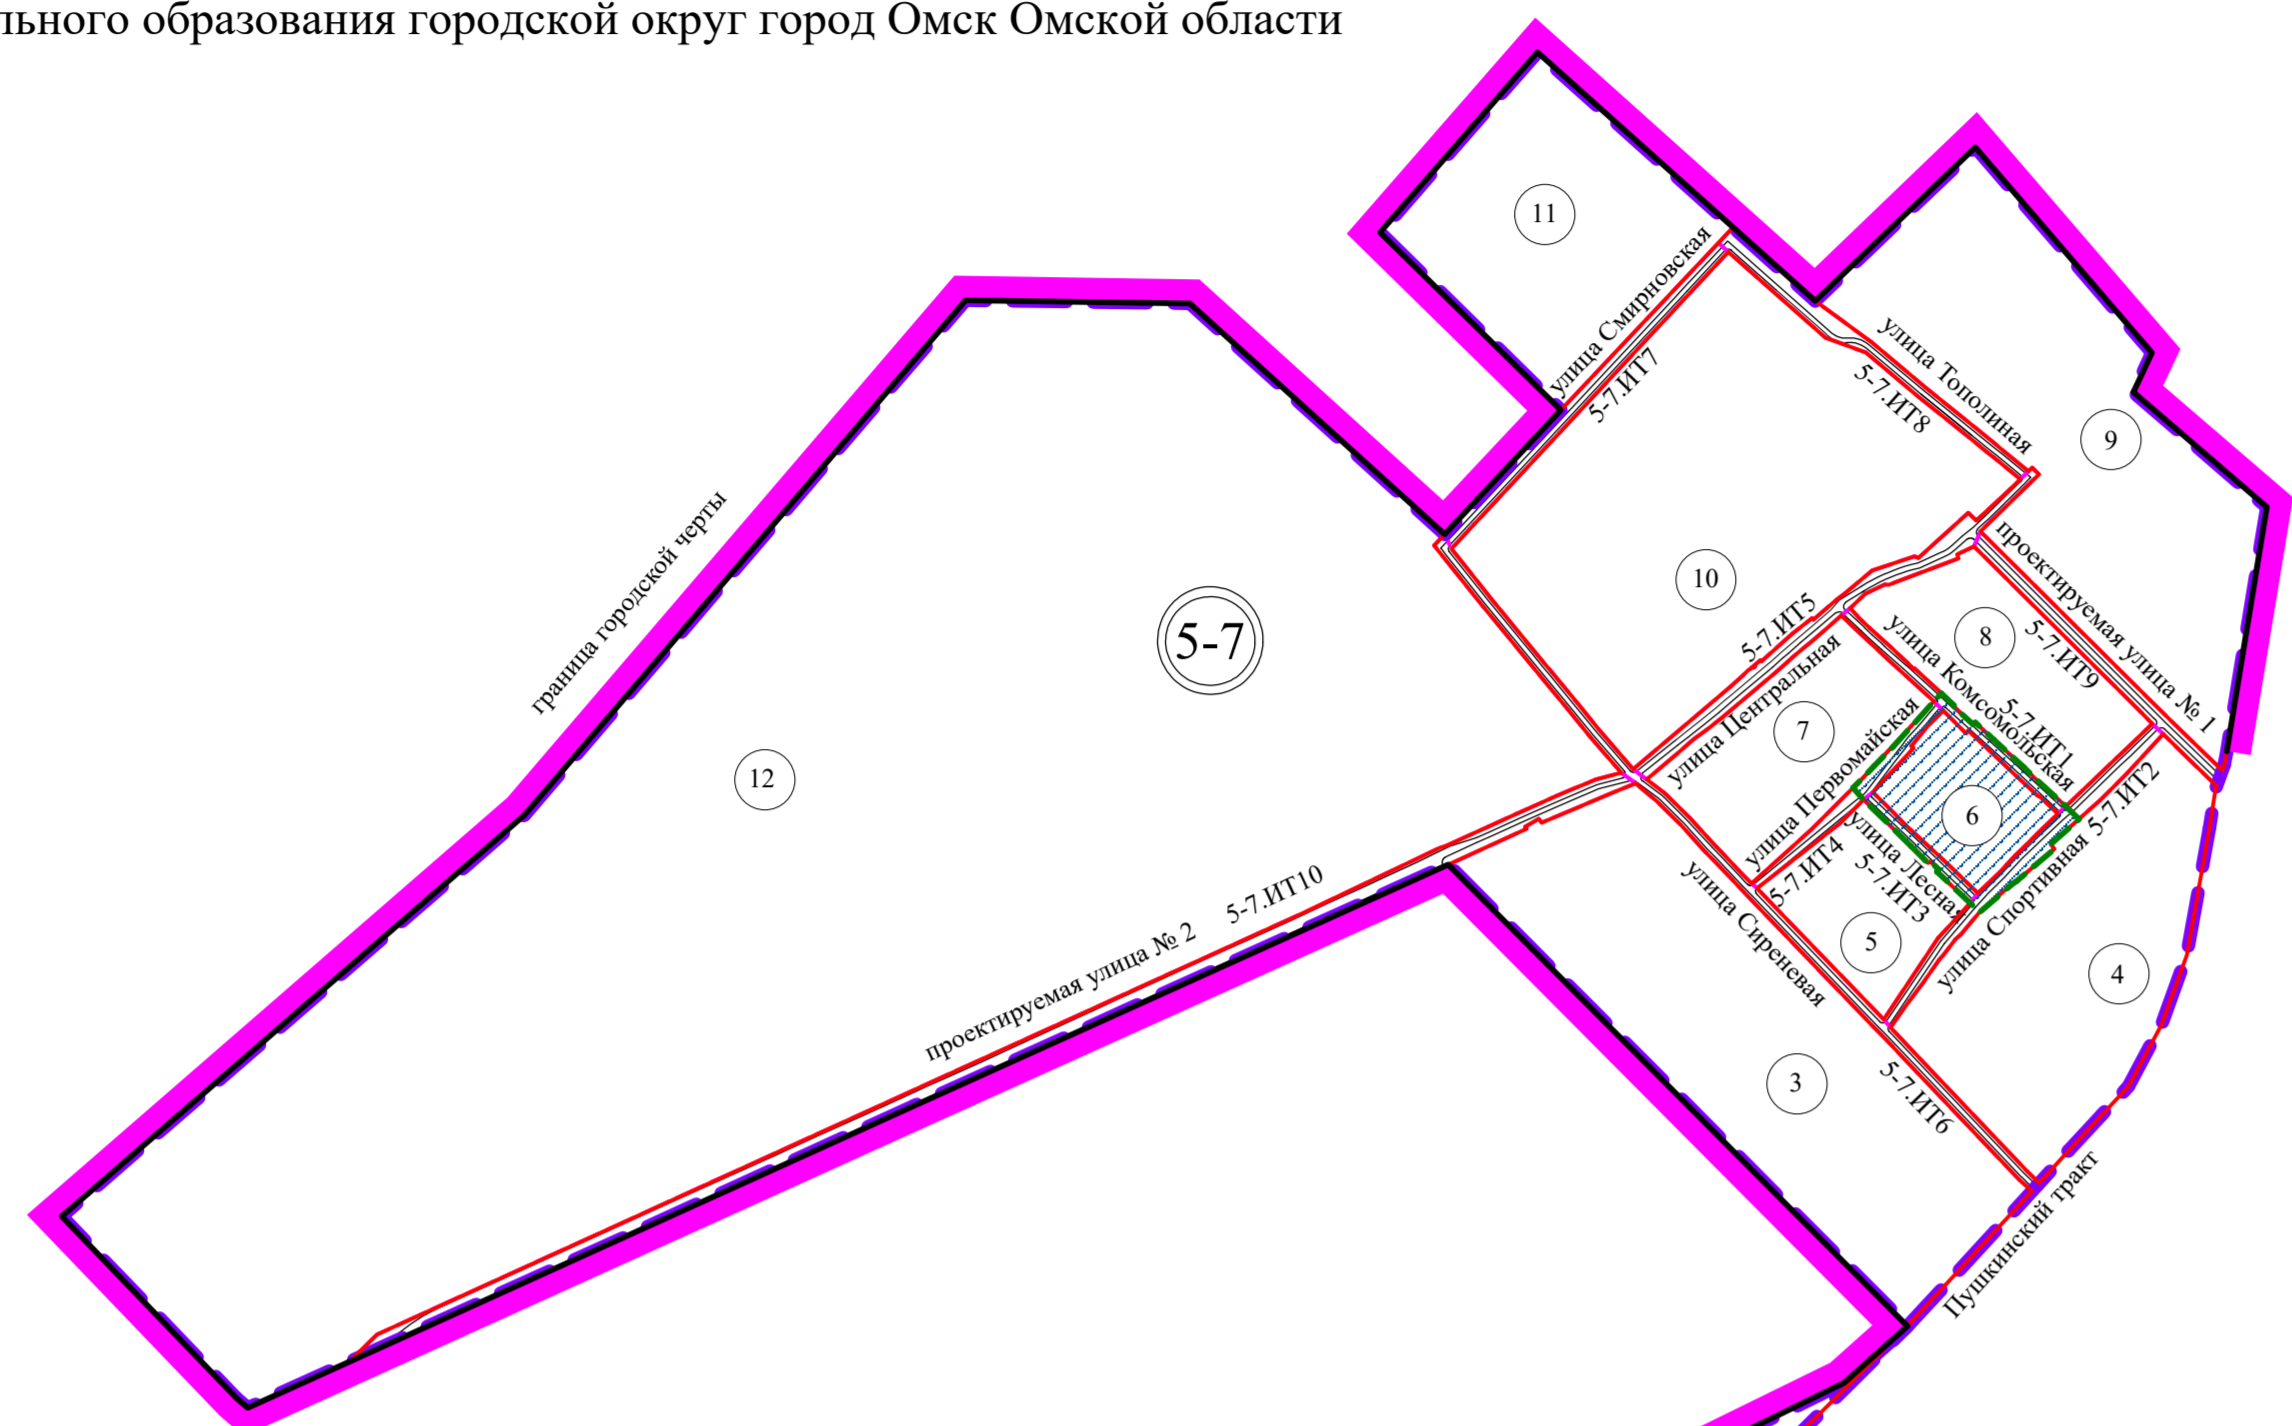 льного образования городской округ город Омск Омской области
11
улица Смирновская
5-7.ИТ7
улица Тополиная
5-7.ИТ8
9
граница городской черты
5-7
10
проектируемая улица № 1
5-7.ИТ9
8
5-7.ИТ5
улица Центральная
улица Комсомольская
5-7.ИТ1
7
12
улица Первомайская
6
5-7.ИТ2
5-7.ИТ4
улица Лесная
5-7.ИТ3
улица Спортивная
улица Сиреневая
5
4
проектируемая улица № 2
5-7.ИТ10
3
5-7.ИТ6
Пушкинский тракт